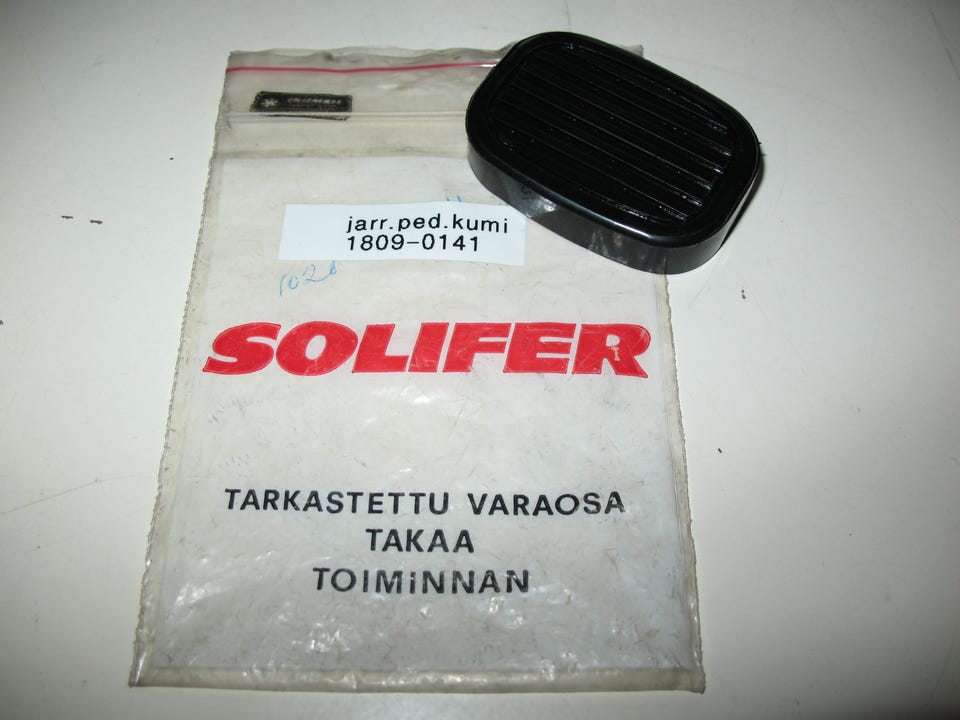 jarr.ped.kumi
1809-0141
SOLIFER
TARKASTETTU VARAOSA
TAKAA
TOIMINNAN